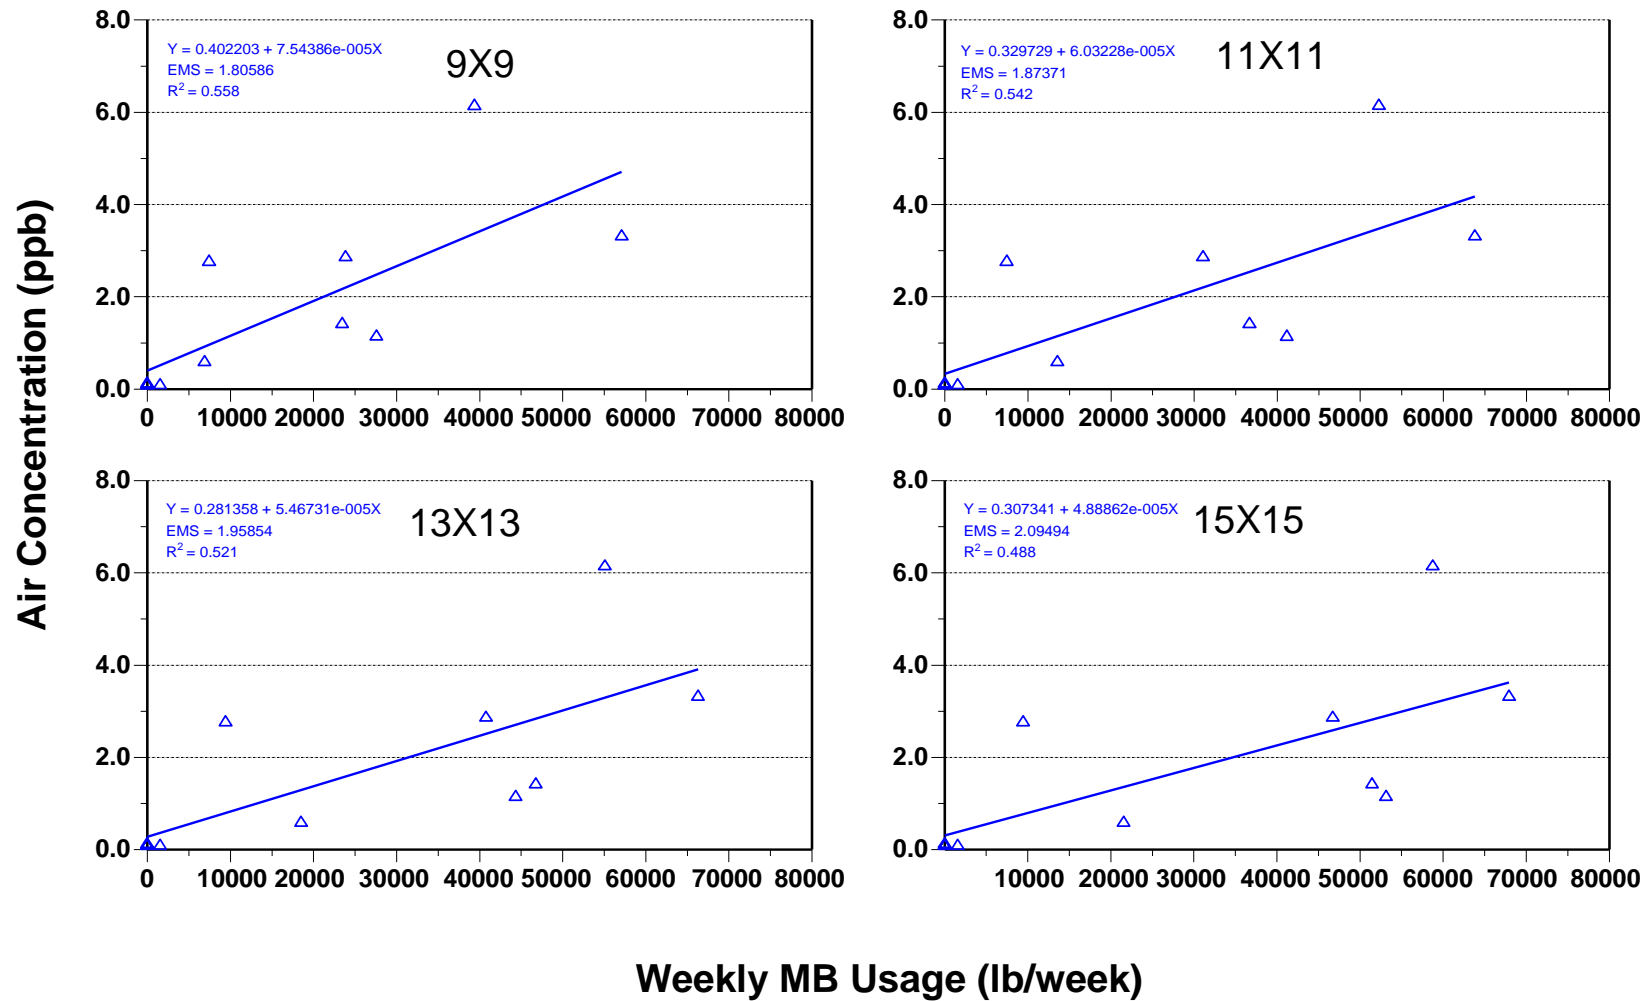 Air Concentration (ppb)
8.0
6.0
4.0
2.0
0.0
Y = 0.402203 + 7.54386e-005X
EMS = 1.80586
R² = 0.558
9X9
0 10000 20000 30000 40000 50000 60000 70000 80000
8.0
6.0
4.0
2.0
0.0
Y = 0.329729 + 6.03228e-005X
EMS = 1.87371
R² = 0.542
11X11
0 10000 20000 30000 40000 50000 60000 70000 80000
8.0
6.0
4.0
2.0
0.0
Y = 0.281358 + 5.46731e-005X
EMS = 1.95854
R² = 0.521
13X13
0 10000 20000 30000 40000 50000 60000 70000 80000
8.0
6.0
4.0
2.0
0.0
Y = 0.307341 + 4.88862e-005X
EMS = 2.09494
R² = 0.488
15X15
10000 20000 30000 40000 50000 60000 70000 80000
Weekly MB Usage (lb/week)